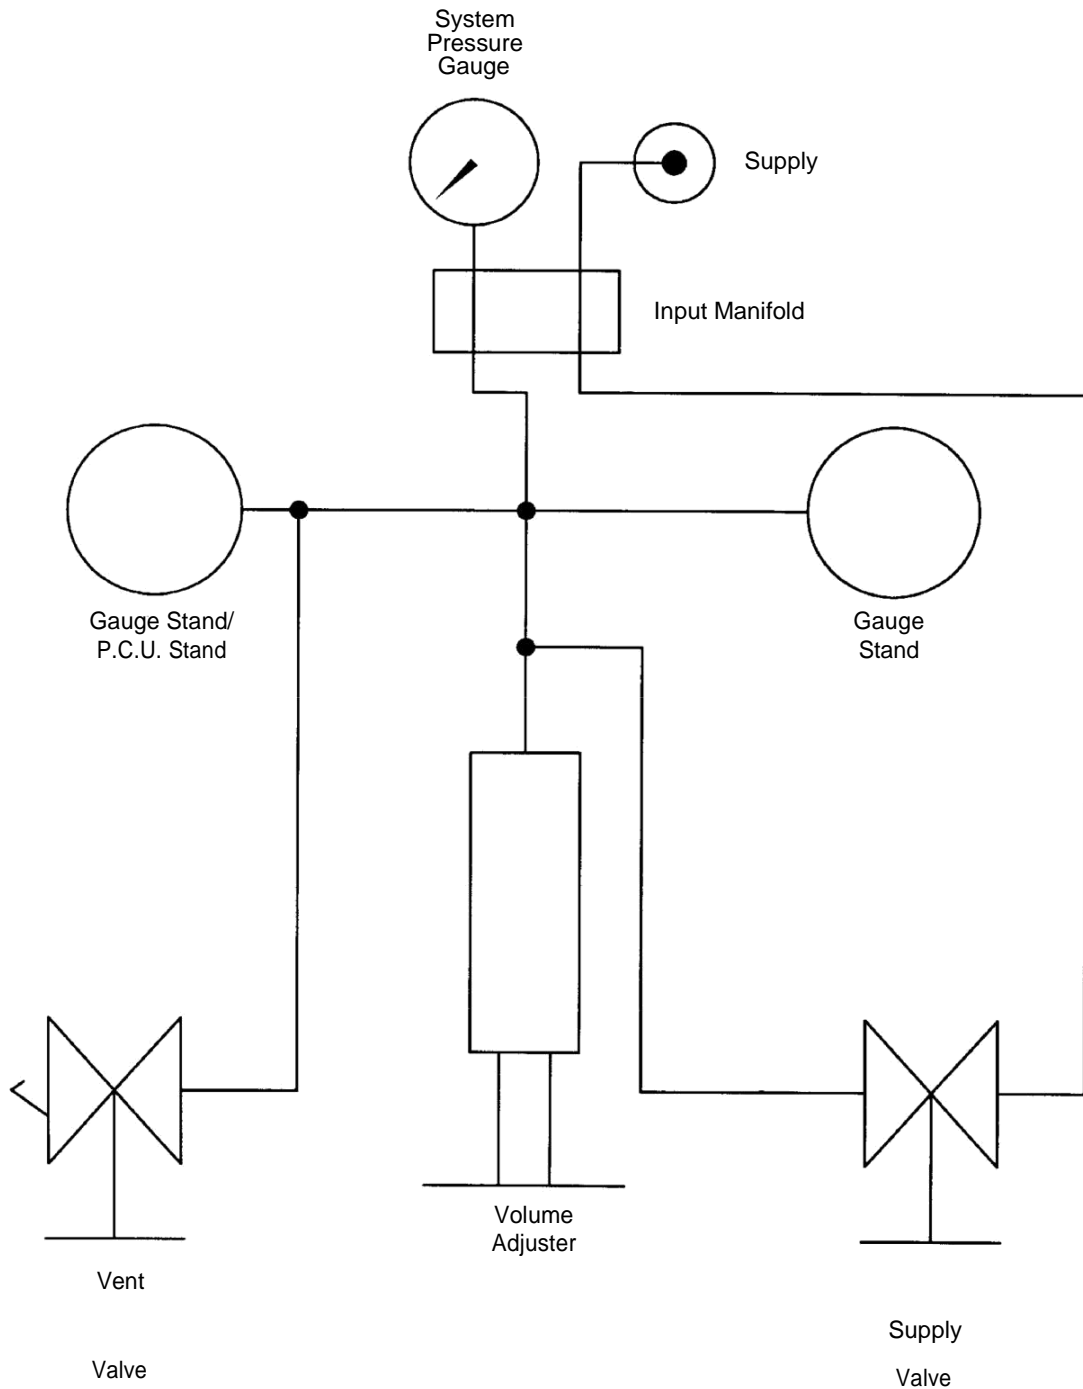 System
Pressure
Gauge
Supply
Input Manifold
Gauge Stand/
P.C.U. Stand
Gauge
Stand
Volume
Adjuster
Vent
Valve
Supply
Valve